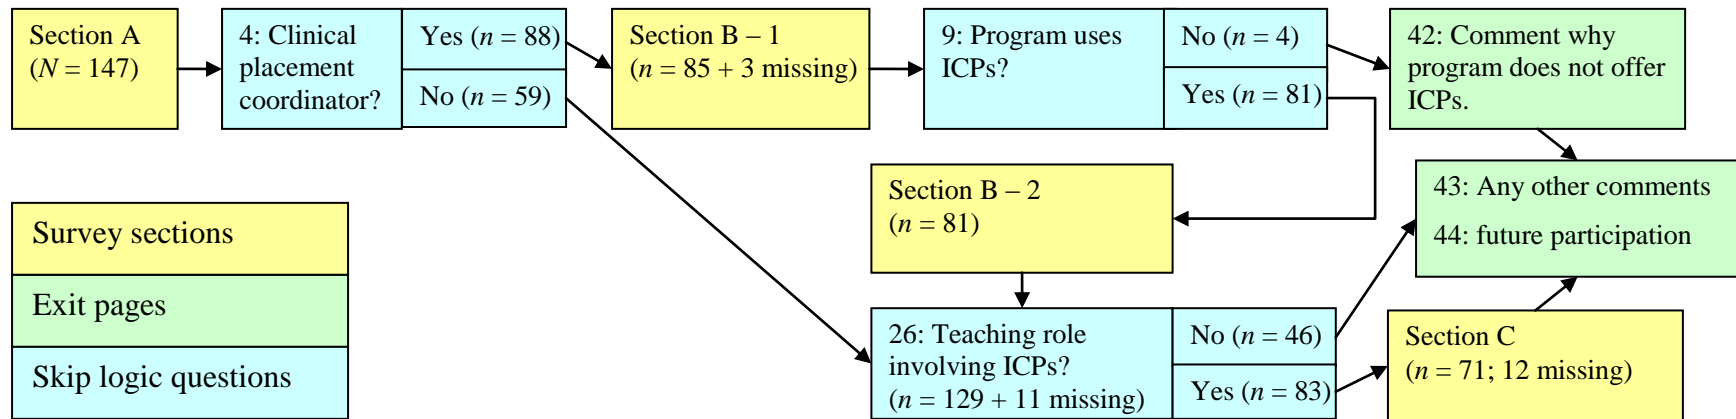 Section A
(N = 147)
4: Clinical
placement
coordinator?
Yes (n = 88)
No (n = 59)
Section B – 1
(n = 85 + 3 missing)
9: Program uses
ICPs?
No (n = 4)
Yes (n = 81)
42: Comment why
program does not offer
ICPs.
Section B – 2
(n = 81)
43: Any other comments
44: future participation
Survey sections
Exit pages
Skip logic questions
26: Teaching role
involving ICPs?
(n = 129 + 11 missing)
No (n = 46)
Yes (n = 83)
Section C
(n = 71; 12 missing)